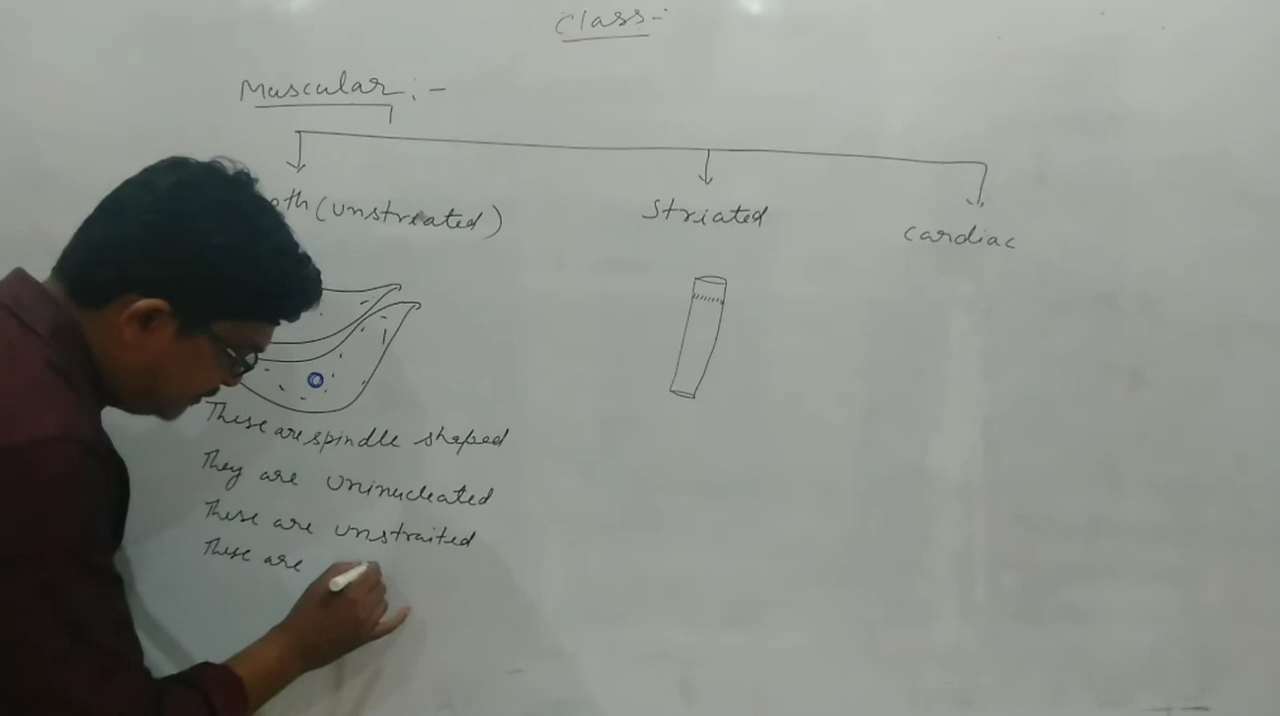 Class:-
Muscular:-
oth (Unstreated)
Striated
Cardiac
These are spindle shaped
They are Uninucleated
These are unstraited
These are